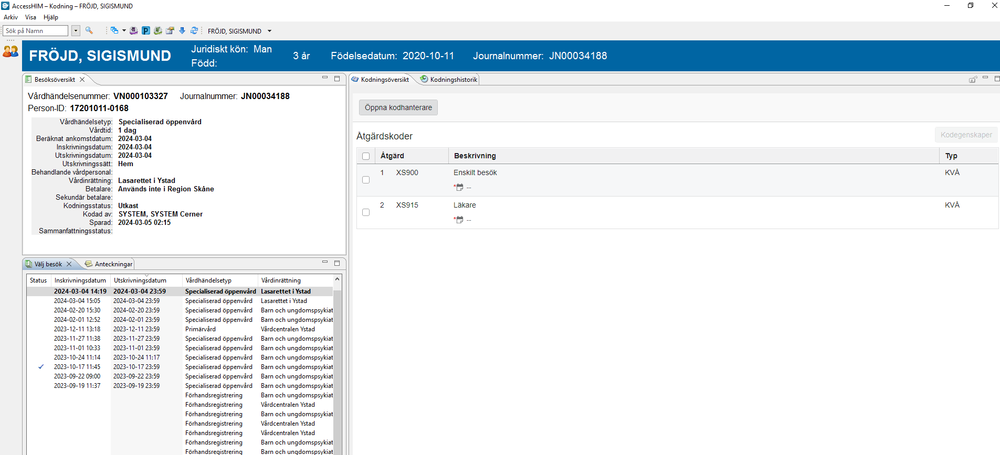 AccessHIM – Kodning – FRÖJD, SIGISMUND
Arkiv Visa Hjälp
Sök på Namn
FRÖJD, SIGISMUND
FRÖJD, SIGISMUND
Juridiskt kön: Man
Född:
3 år
Födelsedatum: 2020-10-11
Journalnummer: JN00034188
Besöksöversikt
Vårdhändelsenummer: VN000103327 Journalnummer: JN00034188
Person-ID: 17201011-0168
Vårdhändelsetyp: Specialiserad öppenvård
Vårdtid: 1 dag
Beräknat ankomstdatum: 2024-03-04
Inskrivningsdatum: 2024-03-04
Utskrivningsdatum: 2024-03-04
Utskrivningssätt: Hem
Behandlande vårdpersonal:
Vårdinrättning: Lasarettet i Ystad
Betalare: Används inte i Region Skåne
Sekundär betalare:
Kodningsstatus: Utkast
Kodad av: SYSTEM, SYSTEM Cerner
Sparad: 2024-03-05 02:15
Sammanfattningsstatus:
Välj besök Anteckningar
Status Inskrivningsdatum Utskrivningsdatum Vårdhändelsetyp Vårdinrättning
2024-03-04 14:19 2024-03-04 23:59 Specialiserad öppenvård Lasarettet i Ystad
2024-03-04 15:05 2024-03-04 23:59 Specialiserad öppenvård Lasarettet i Ystad
2024-02-20 15:30 2024-02-20 23:59 Specialiserad öppenvård Barn och ungdomspsykiat
2024-02-01 12:52 2024-02-01 23:59 Specialiserad öppenvård Barn och ungdomspsykiat
2023-12-11 13:18 2023-12-11 23:59 Primärvård Vårdcentralen Ystad
2023-11-27 11:38 2023-11-27 23:59 Specialiserad öppenvård Barn och ungdomspsykiat
2023-11-01 10:33 2023-11-01 23:59 Specialiserad öppenvård Barn och ungdomspsykiat
2023-10-24 11:14 2023-10-24 11:17 Specialiserad öppenvård Barn och ungdomspsykiat
2023-10-17 11:45 2023-10-17 23:59 Specialiserad öppenvård Barn och ungdomspsykiat
2023-09-22 09:00 2023-09-22 23:59 Specialiserad öppenvård Barn och ungdomspsykiat
2023-09-19 11:37 2023-09-19 23:59 Specialiserad öppenvård Barn och ungdomspsykiat
Förhandsregistrering Barn och ungdomspsykiat
Förhandsregistrering Vårdcentralen Ystad
Förhandsregistrering Barn och ungdomspsykiat
Förhandsregistrering Vårdcentralen Ystad
Förhandsregistrering Vårdcentralen Ystad
Förhandsregistrering Barn och ungdomspsykiat
Förhandsregistrering Barn och ungdomspsykiat
Kodningsöversikt Kodningshistorik
Öppna kodhanterare
Åtgärdskoder
Kodegenskaper
Åtgärd Beskrivning Typ
1 XS900 Enskilt besök KVÅ
* --
2 XS915 Läkare KVÅ
* --